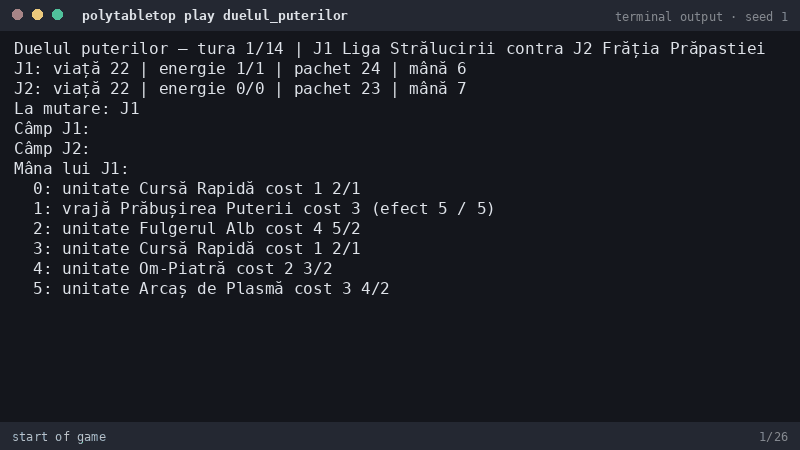 polytabletop play duelul_puterilor
terminal output · seed 1
Duelul puterilor — tura 1/14 | J1 Liga Strălucirii contra J2 Frăția Prăpastiei
J1: viață 22 | energie 1/1 | pachet 24 | mână 6
J2: viață 22 | energie 0/0 | pachet 23 | mână 7
La mutare: J1
Câmp J1:
Câmp J2:
Mâna lui J1:
0: unitate Cursă Rapidă cost 1 2/1
1: vrajă Prăbușirea Puterii cost 3 (efect 5 / 5)
2: unitate Fulgerul Alb cost 4 5/2
3: unitate Cursă Rapidă cost 1 2/1
4: unitate Om-Piatră cost 2 3/2
5: unitate Arcaș de Plasmă cost 3 4/2
start of game
1/26